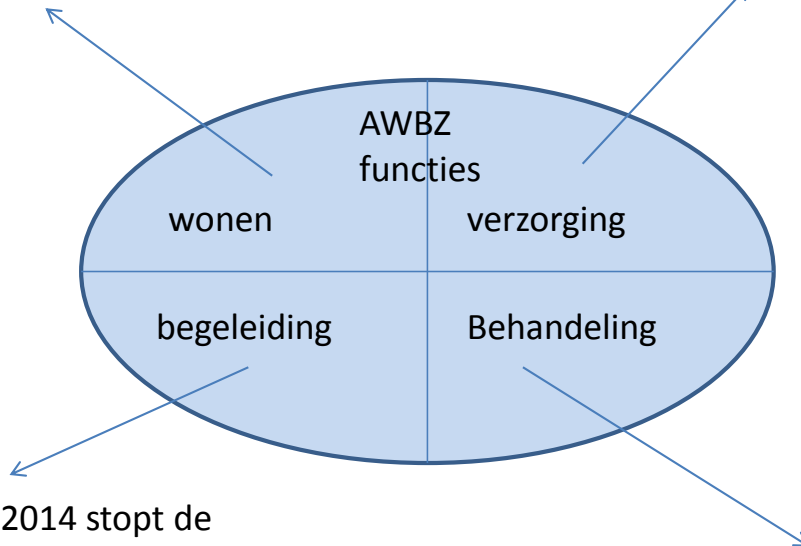 AWBZ
functies
wonen
verzorging
begeleiding
Behandeling
2014 stopt de